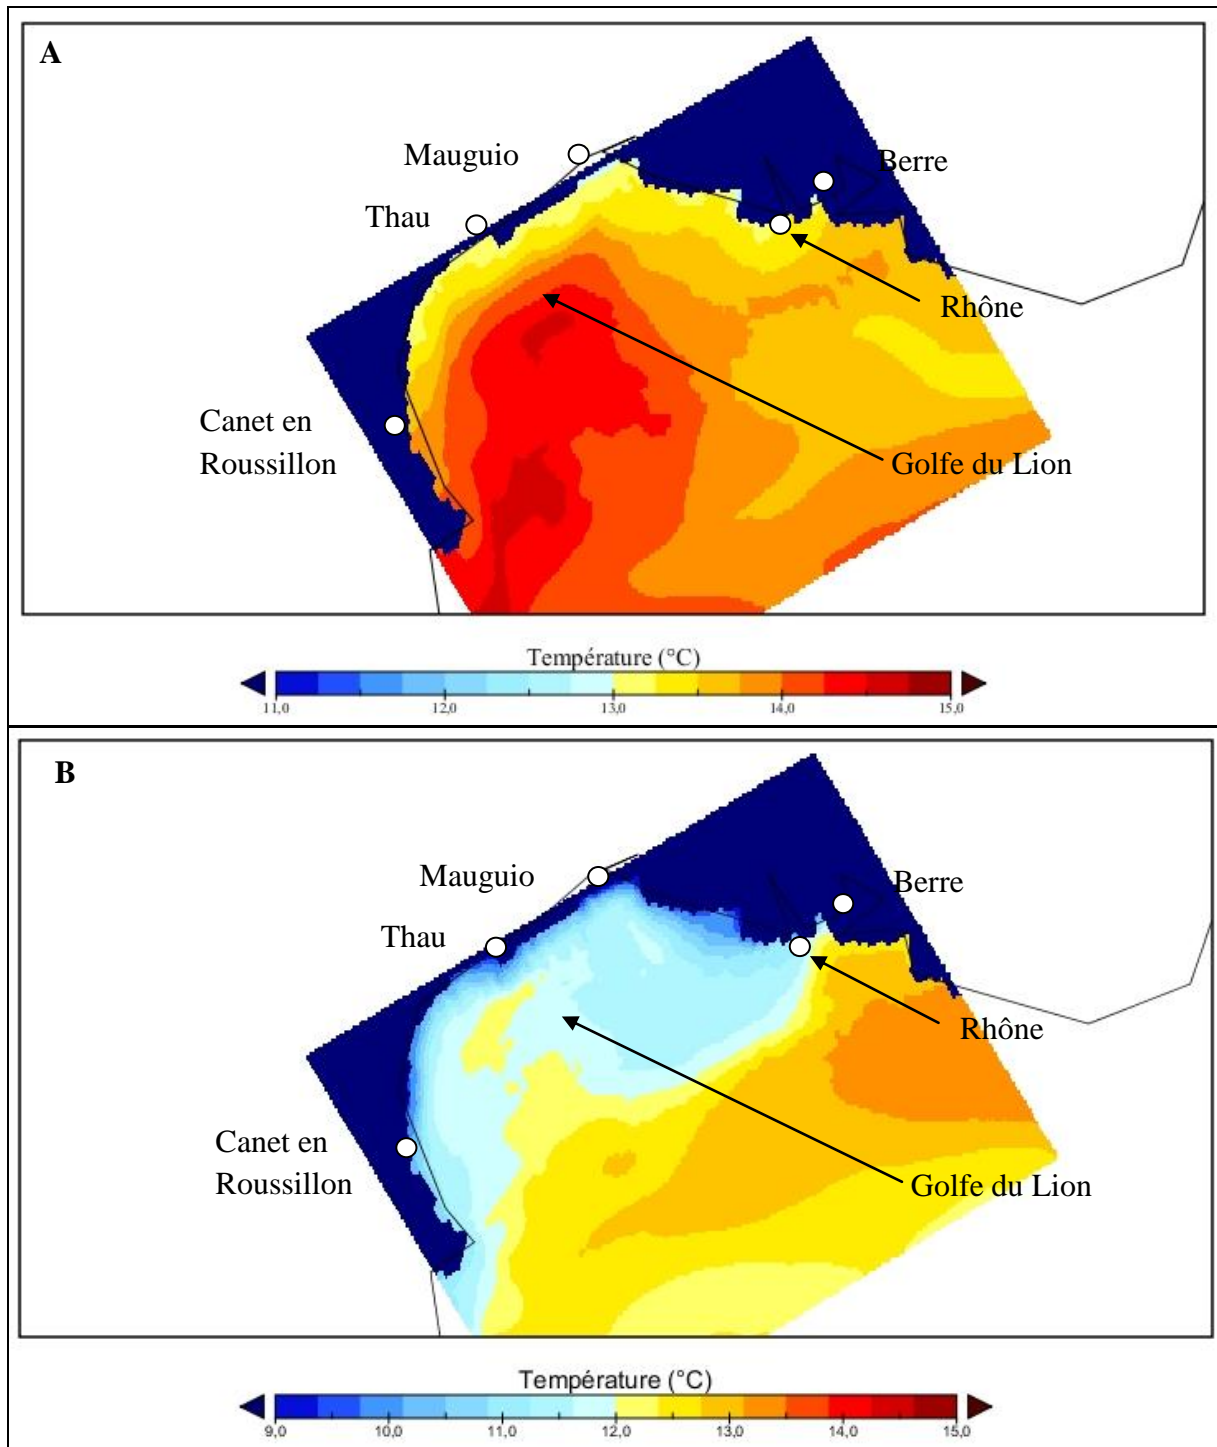 A
Mauguio
Berre
Thau
Rhône
Canet en
Roussillon
Golfe du Lion
Température (°C)
11,0 12,0 13,0 14,0 15,0
B
Mauguio
Berre
Thau
Rhône
Canet en
Roussillon
Golfe du Lion
Température (°C)
9,0 10,0 11,0 12,0 13,0 14,0 15,0